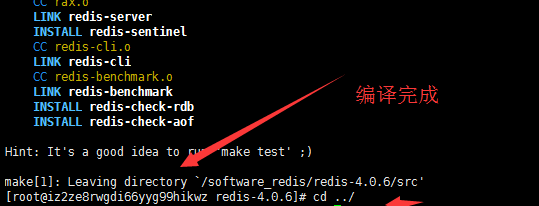 CC rax.o
LINK redis-server
INSTALL redis-sentinel
CC redis-cli.o
LINK redis-cli
CC redis-benchmark.o
LINK redis-benchmark
INSTALL redis-check-rdb
INSTALL redis-check-aof
编译完成
Hint: It's a good idea to run 'make test' ;)
make[1]: Leaving directory `/software_redis/redis-4.0.6/src'
[root@iz2ze8rwgdi66yyg99hikwz redis-4.0.6]# cd ../